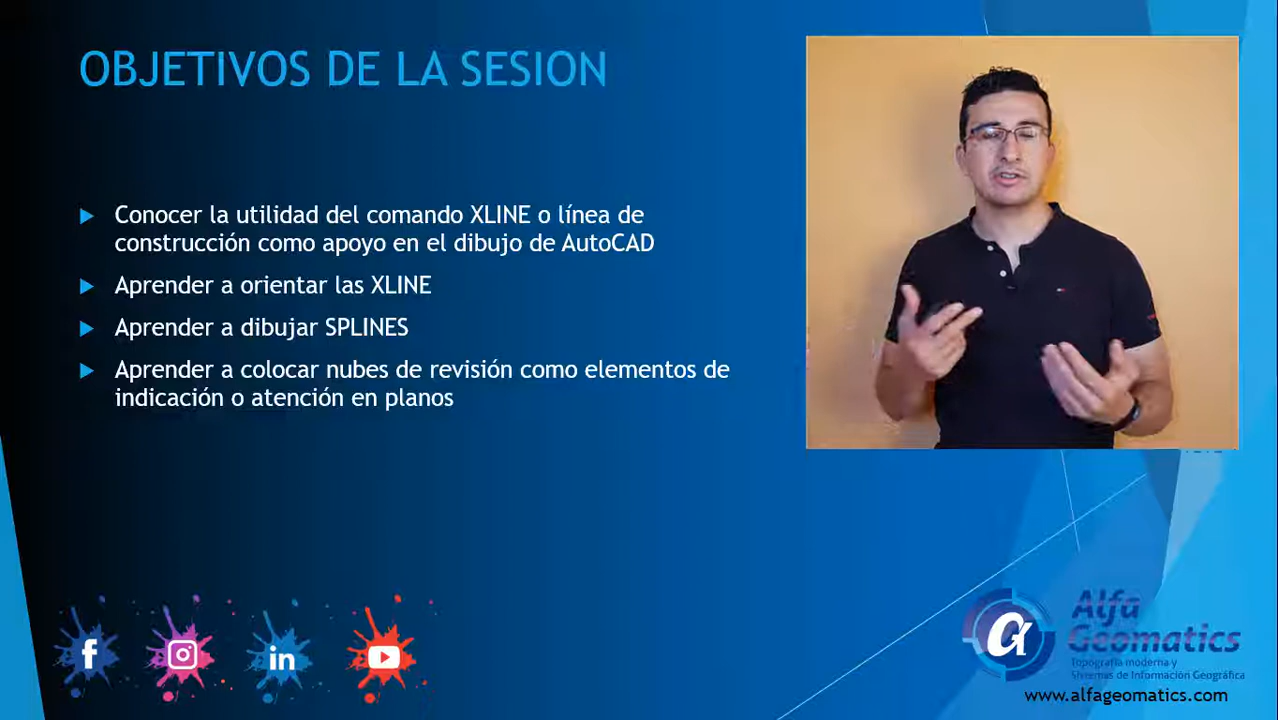 OBJETIVOS DE LA SESION
Conocer la utilidad del comando XLINE o línea de
construcción como apoyo en el dibujo de AutoCAD
Aprender a orientar las XLINE
Aprender a dibujar SPLINES
Aprender a colocar nubes de revisión como elementos de
indicación o atención en planos
f
in
Alfa
Geomatics
Topografía moderna y
Sistemas de Información Geográfica
www.alfageomatics.com